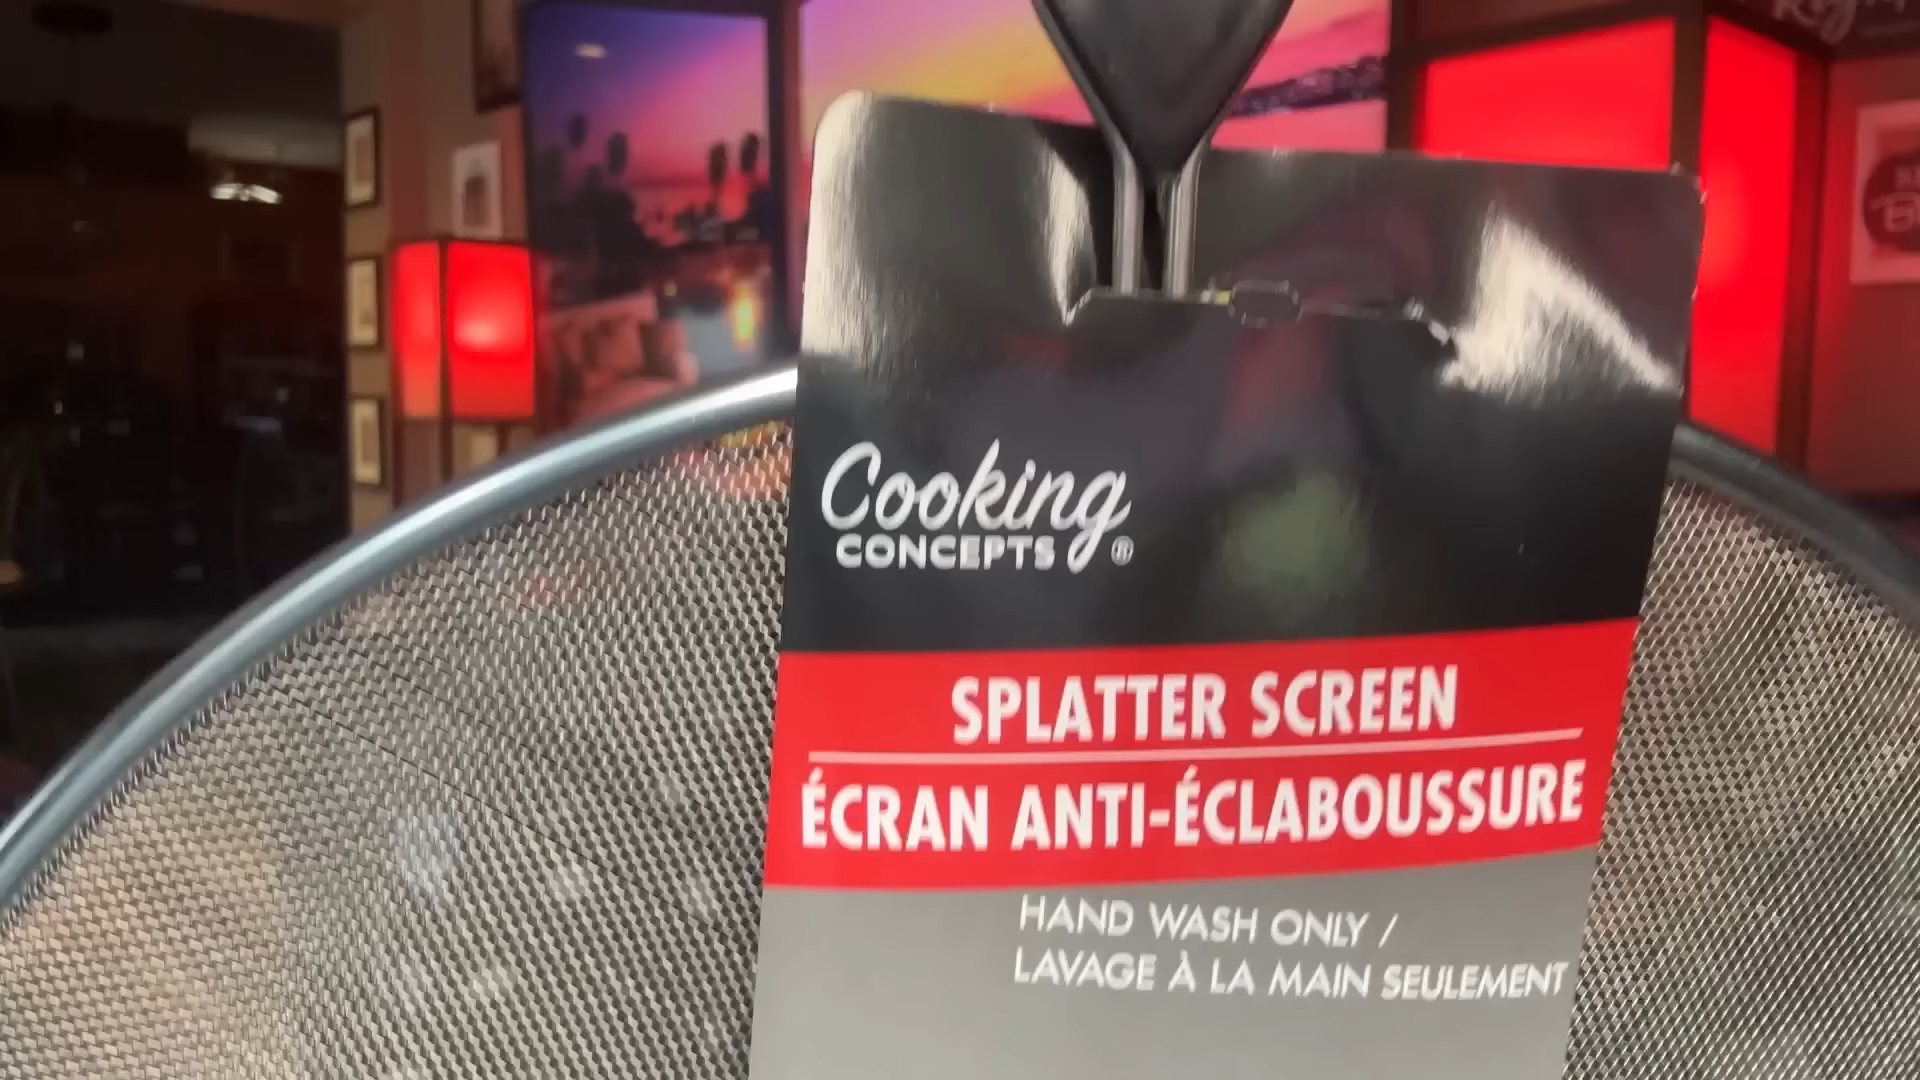 Cooking
CONCEPTS ®
SPLATTER SCREEN
ÉCRAN ANTI-ÉCLABOUSSURE
HAND WASH ONLY /
LAVAGE À LA MAIN SEULEMENT